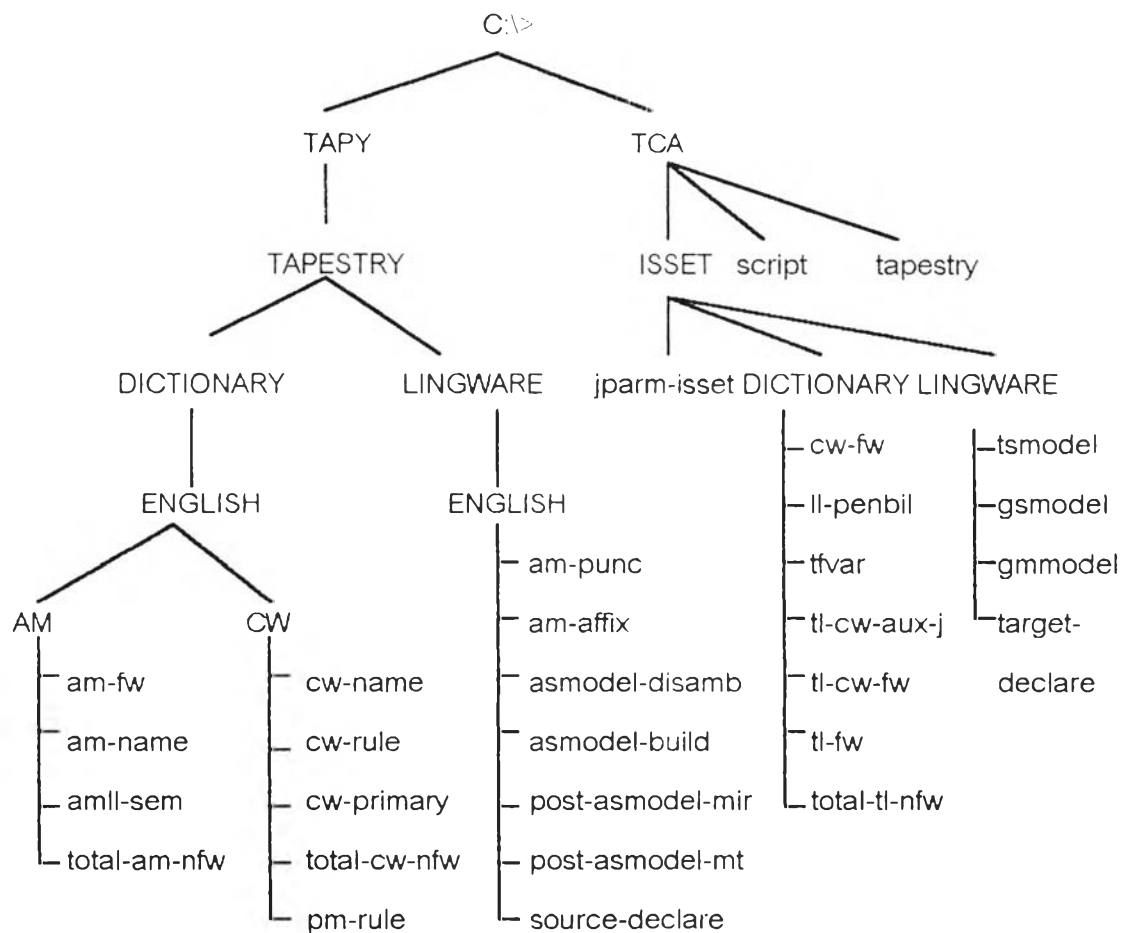 C:\>
TAPY TCA
TAPESTRY ISSET script tapestry
DICTIONARY LINGWARE jparm-isset DICTIONARY LINGWARE
cw-fw tsmodel
ENGLISH ENGLISH ll-penbil gsmodel
am-punc tfvar gmmodel
AM CW am-affix tl-cw-aux-j target-
am-fw cw-name asmodel-disamb tl-cw-fw declare
am-name cw-rule asmodel-build tl-fw
amll-sem cw-primary post-asmodel-mir total-tl-nfw
total-am-nfw total-cw-nfw post-asmodel-mt
pm-rule source-declare